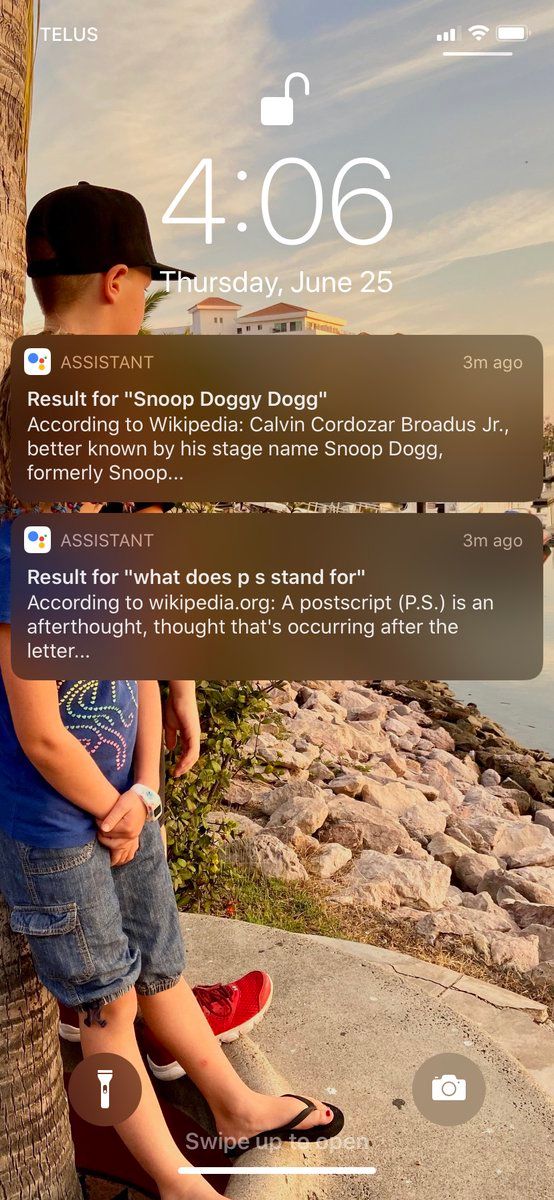 TELUS
4:06
Thursday, June 25
ASSISTANT 3m ago
Result for "Snoop Doggy Dogg"
According to Wikipedia: Calvin Cordozar Broadus Jr.,
better known by his stage name Snoop Dogg,
formerly Snoop...
ASSISTANT 3m ago
Result for "what does p s stand for"
According to wikipedia.org: A postscript (P.S.) is an
afterthought, thought that's occurring after the
letter...
Swipe up to open